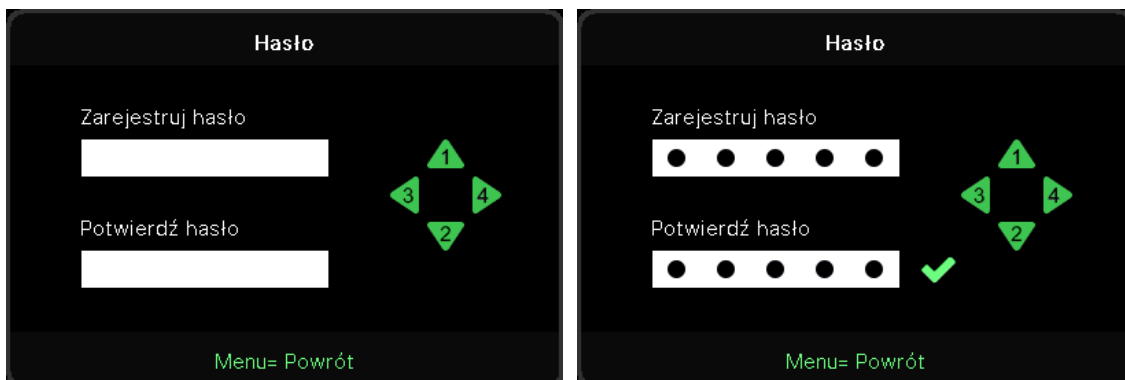 Hasło
Zarejestruj hasło
1
3 4
Potwierdź hasło
2
Menu= Powrót
Hasło
Zarejestruj hasło
1
3 4
Potwierdź hasło
2
Menu= Powrót